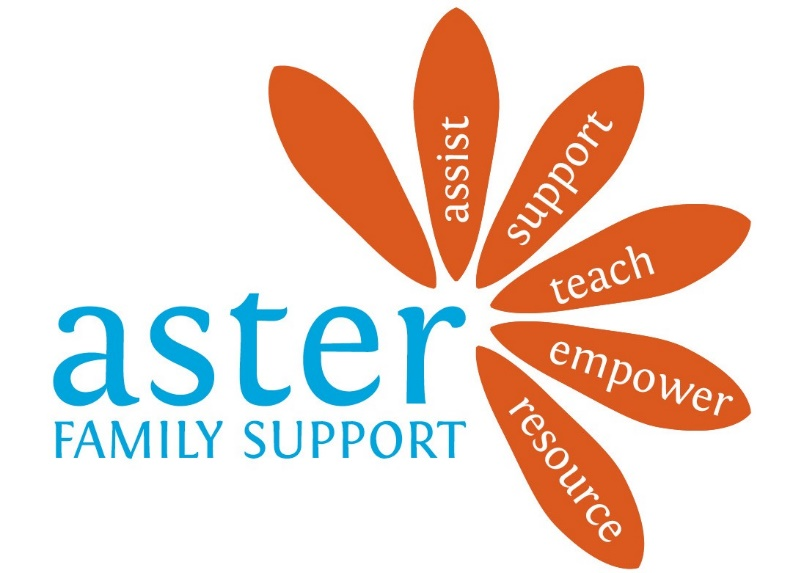 assist
support
teach
empower
resource
aster
FAMILY SUPPORT